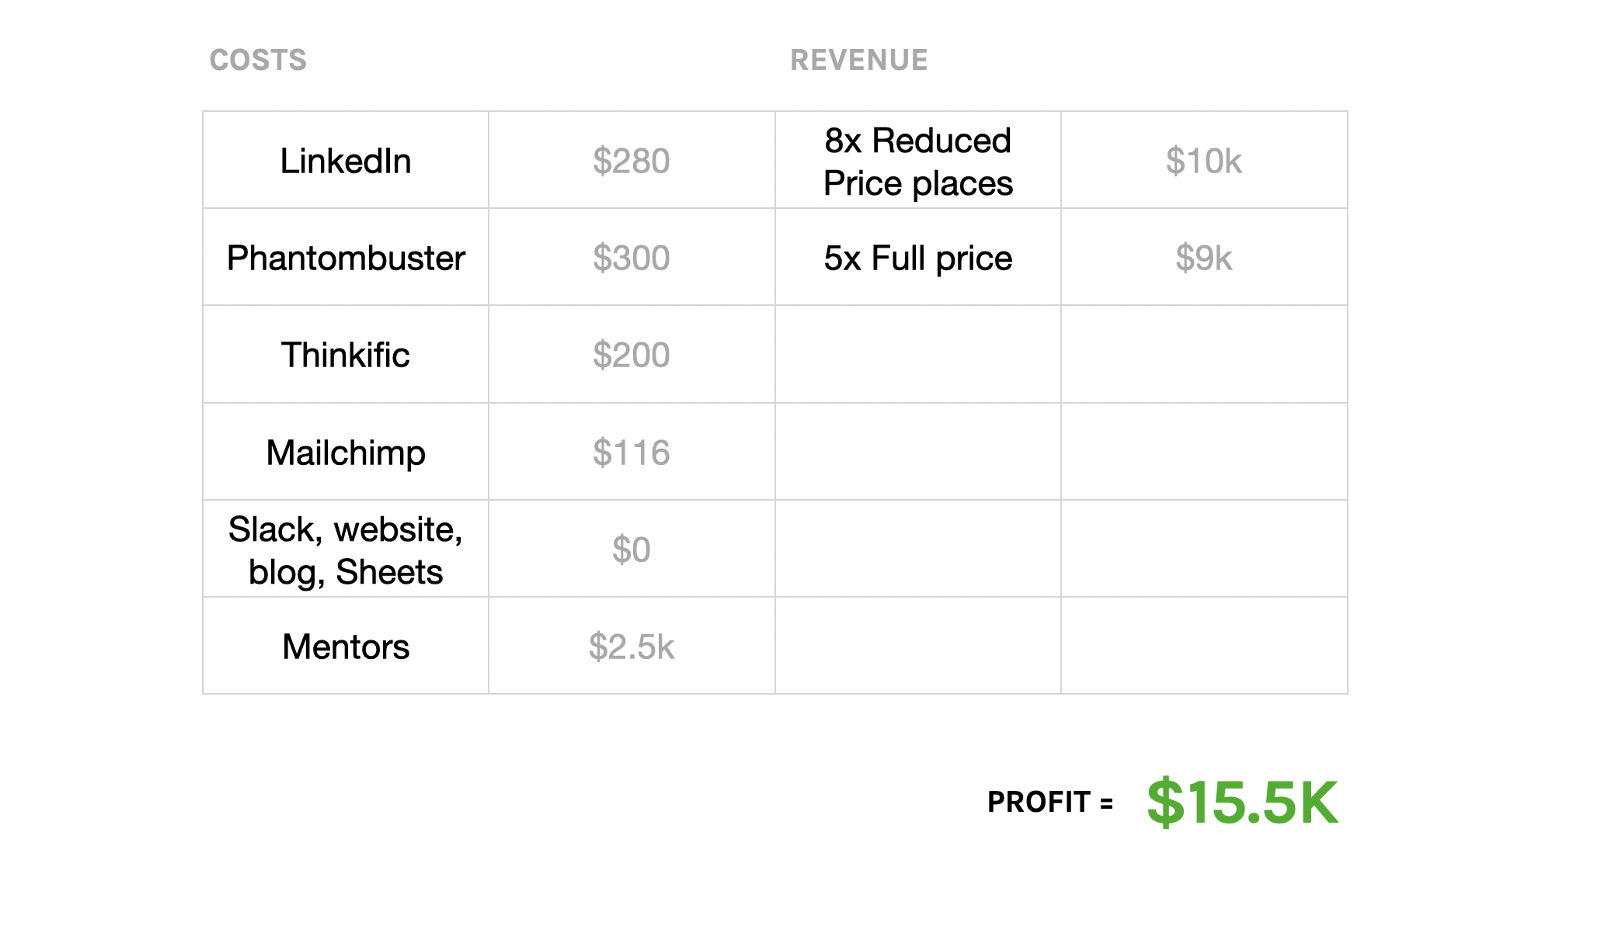 COSTS REVENUE
LinkedIn $280 8x Reduced Price places $10k
Phantombuster $300 5x Full price $9k
Thinkific $200
Mailchimp $116
Slack, website, blog, Sheets $0
Mentors $2.5k
PROFIT = $15.5K